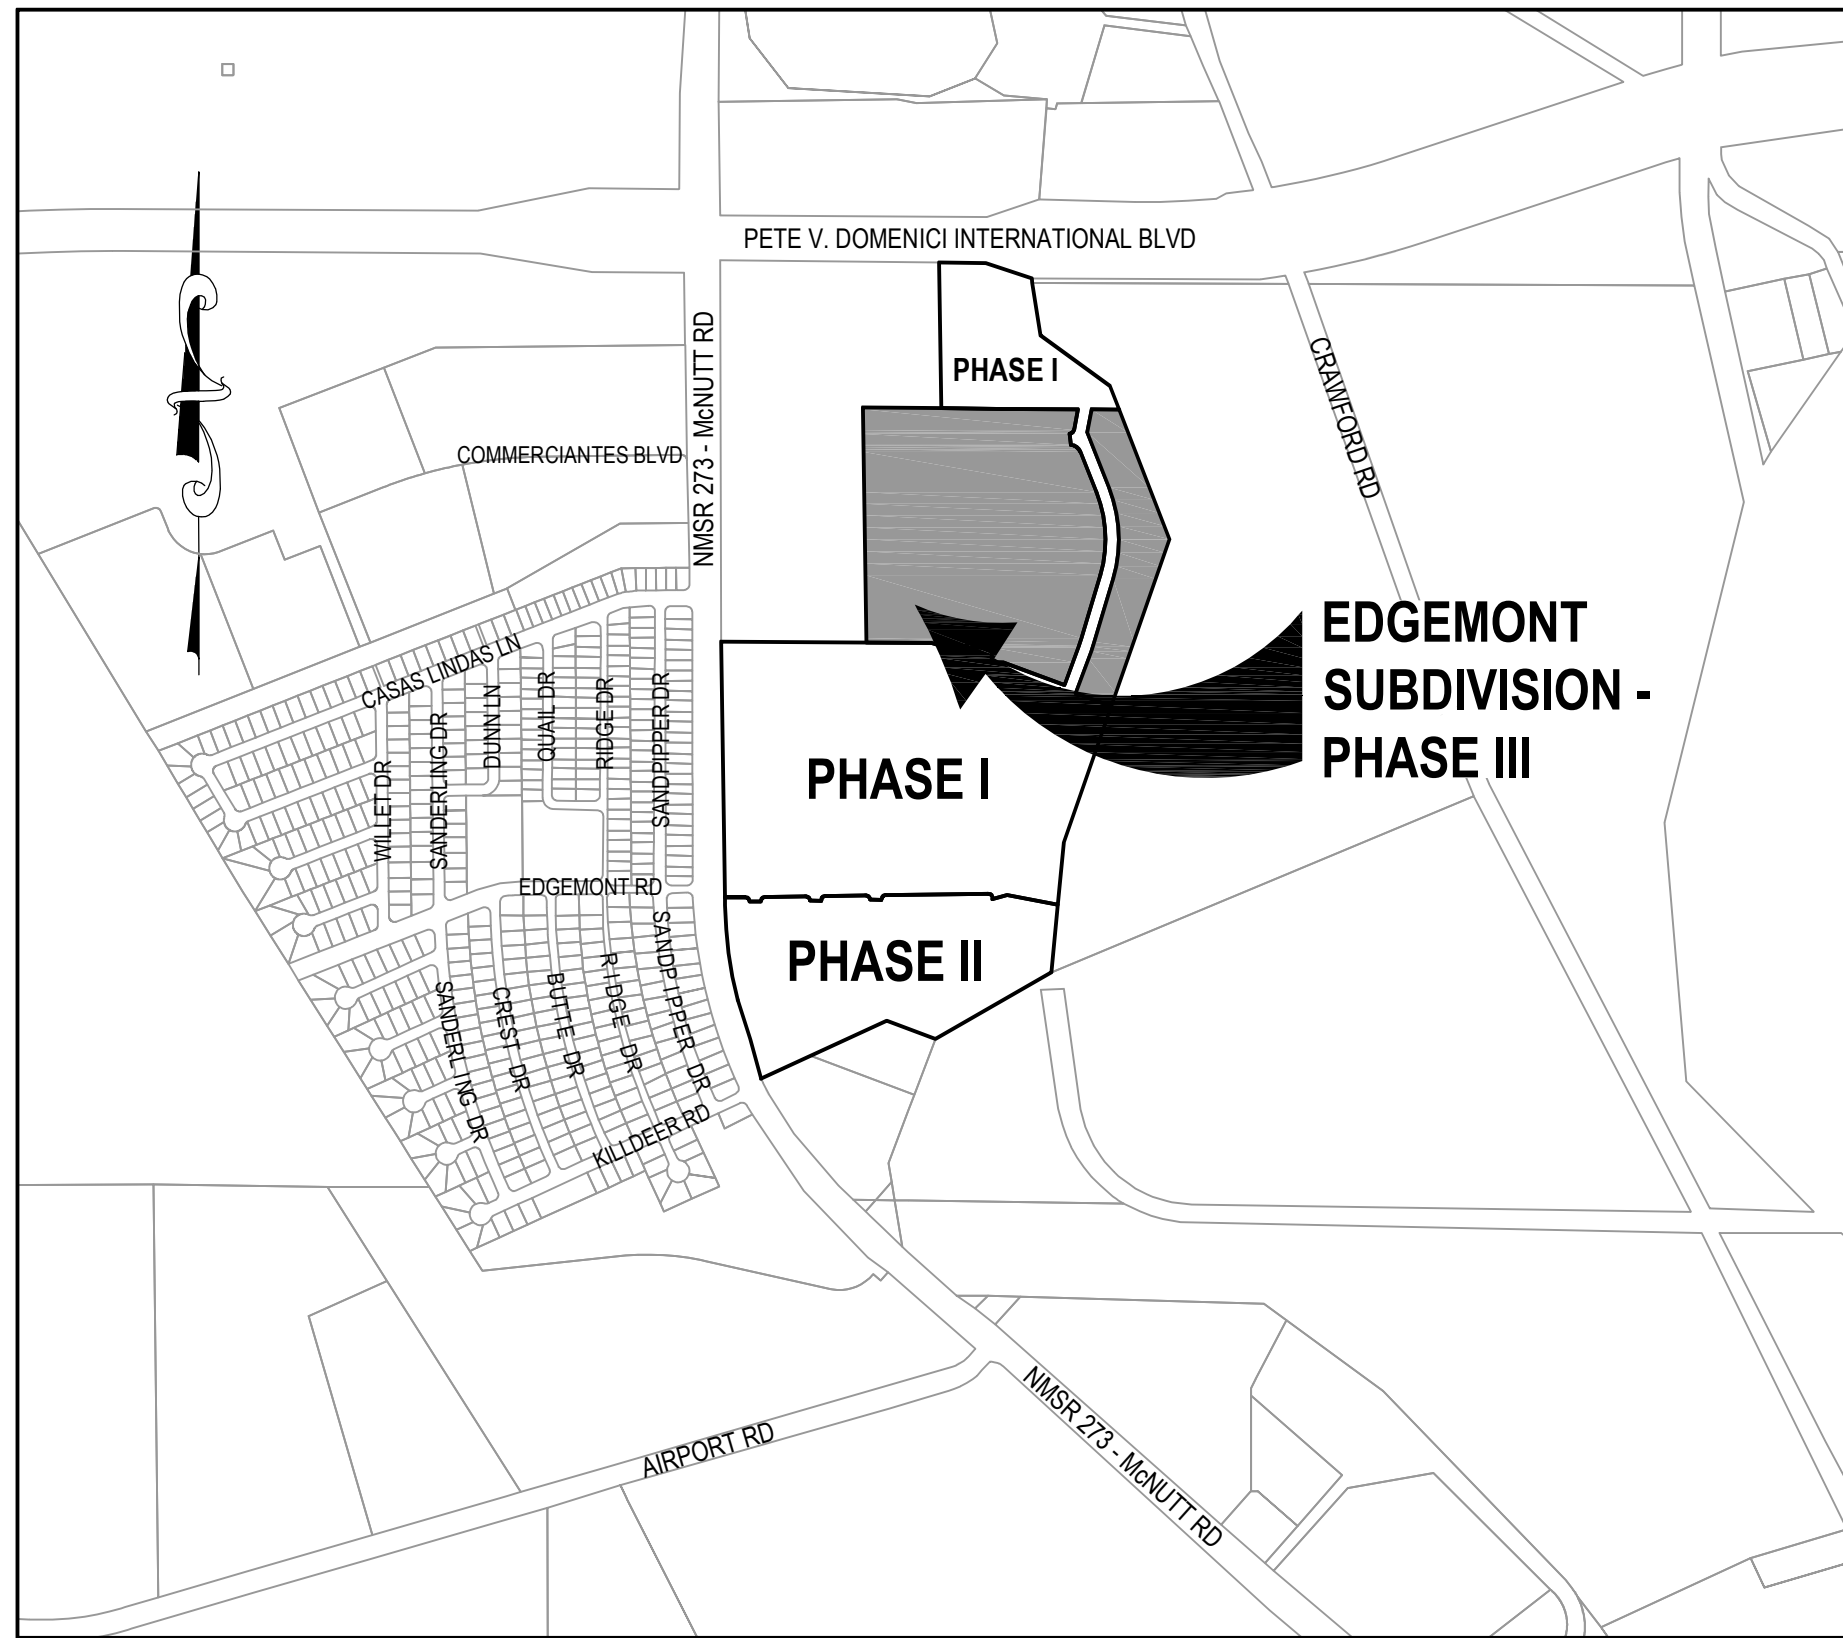 PETE V. DOMENICI INTERNATIONAL BLVD
NMSR 273 - McNUTT RD
PHASE I
CRAWFORD RD
COMMERCIANTES BLVD
EDGEMONT
SUBDIVISION -
PHASE III
CASAS LINDAS LN
WILLET DR
SANDERLING DR
DUNN LN
QUAIL DR
RIDGE DR
SANDPIPPER DR
PHASE I
EDGEMONT RD
PHASE II
SANDERLING DR
CREST DR
BUTTE DR
RIDGE DR
SANDPIPPER DR
KILLDEER RD
AIRPORT RD
NMSR 273 - McNUTT RD